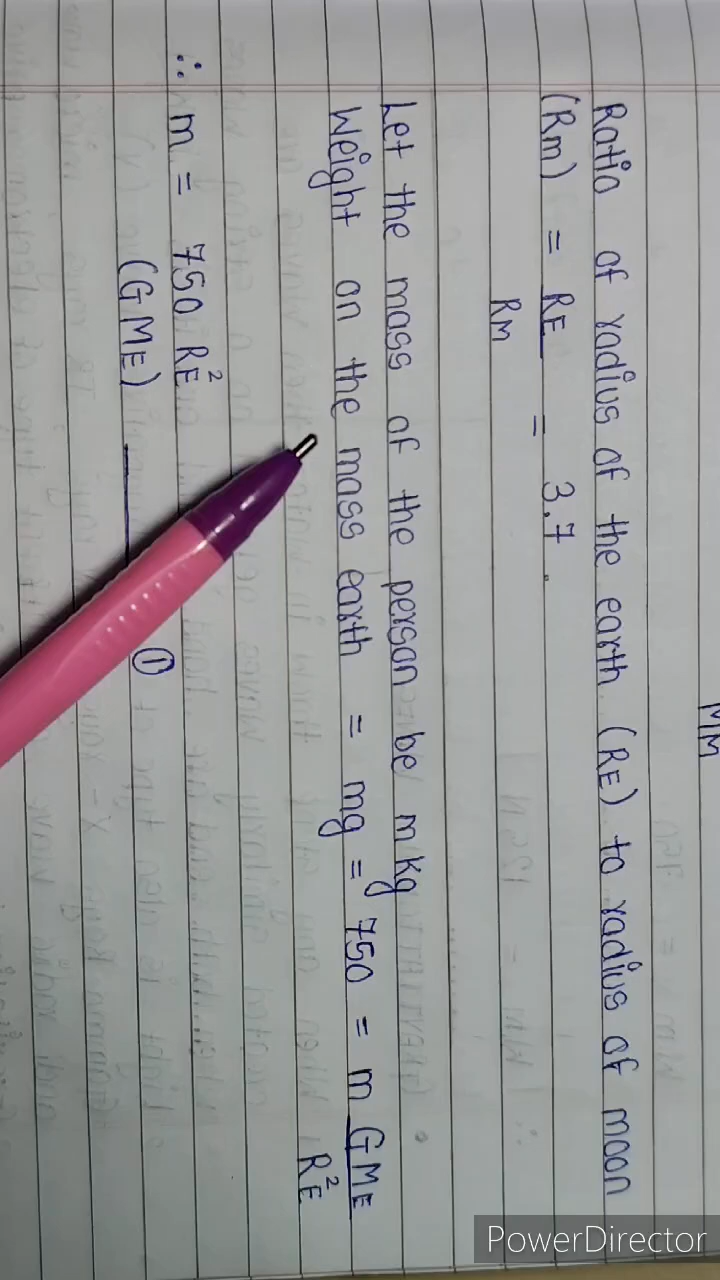 MM
Ratio of radius of the earth (RE) to radius of moon
(Rm) = RE/RM = 3.7.
Let the mass of the person be m kg
Weight on the mass earth = mg = 750 = m GME/RE²
∴ m = 750 RE²/(GME) ——— ①
PowerDirector